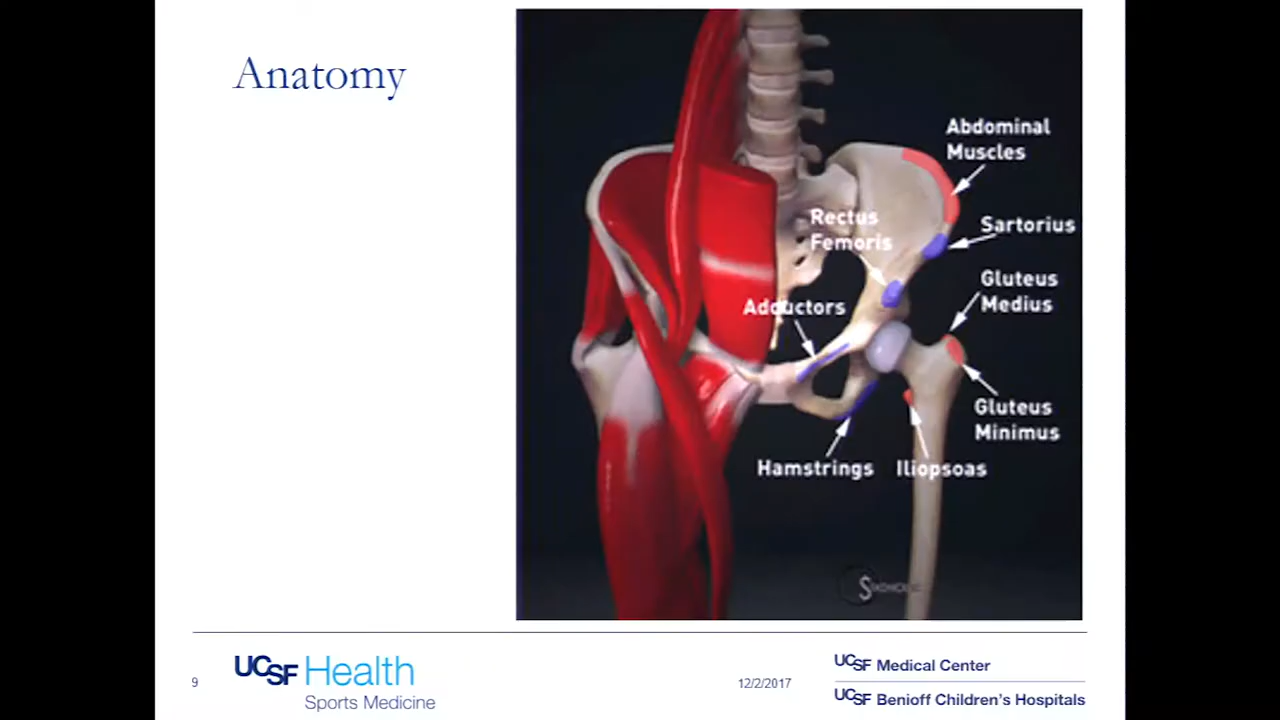 Anatomy
Abdominal
Muscles
Rectus
Femoris
Sartorius
Gluteus
Medius
Adductors
Gluteus
Minimus
Hamstrings
Iliopsoas
9
UCSF Health
Sports Medicine
12/2/2017
UCSF Medical Center
UCSF Benioff Children's Hospitals